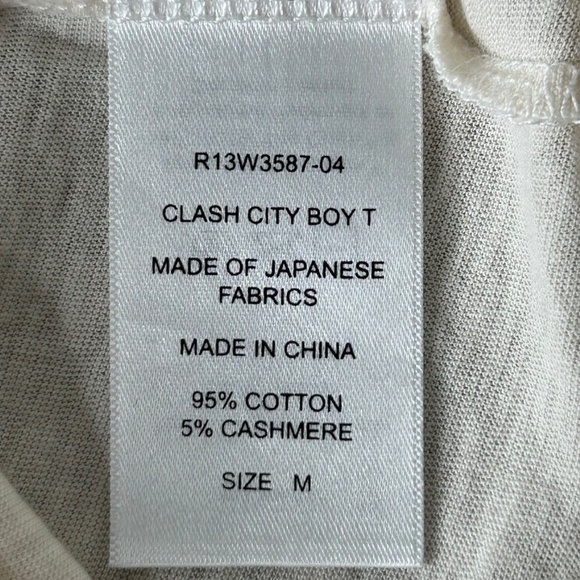 R13W3587-04
CLASH CITY BOY T
MADE OF JAPANESE
FABRICS
MADE IN CHINA
95% COTTON
5% CASHMERE
SIZE M